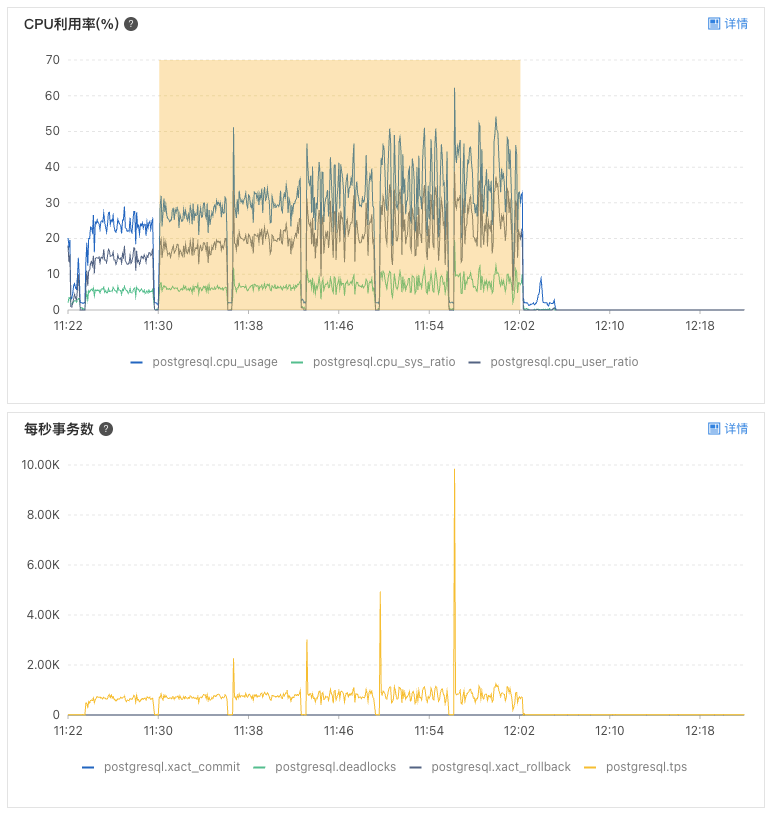 CPU利用率(%) ?
详情
70
60
50
40
30
20
10
0
11:22 11:30 11:38 11:46 11:54 12:02 12:10 12:18
postgresql.cpu_usage postgresql.cpu_sys_ratio postgresql.cpu_user_ratio
每秒事务数 ?
详情
10.00K
8.00K
6.00K
4.00K
2.00K
0
11:22 11:30 11:38 11:46 11:54 12:02 12:10 12:18
postgresql.xact_commit postgresql.deadlocks postgresql.xact_rollback postgresql.tps